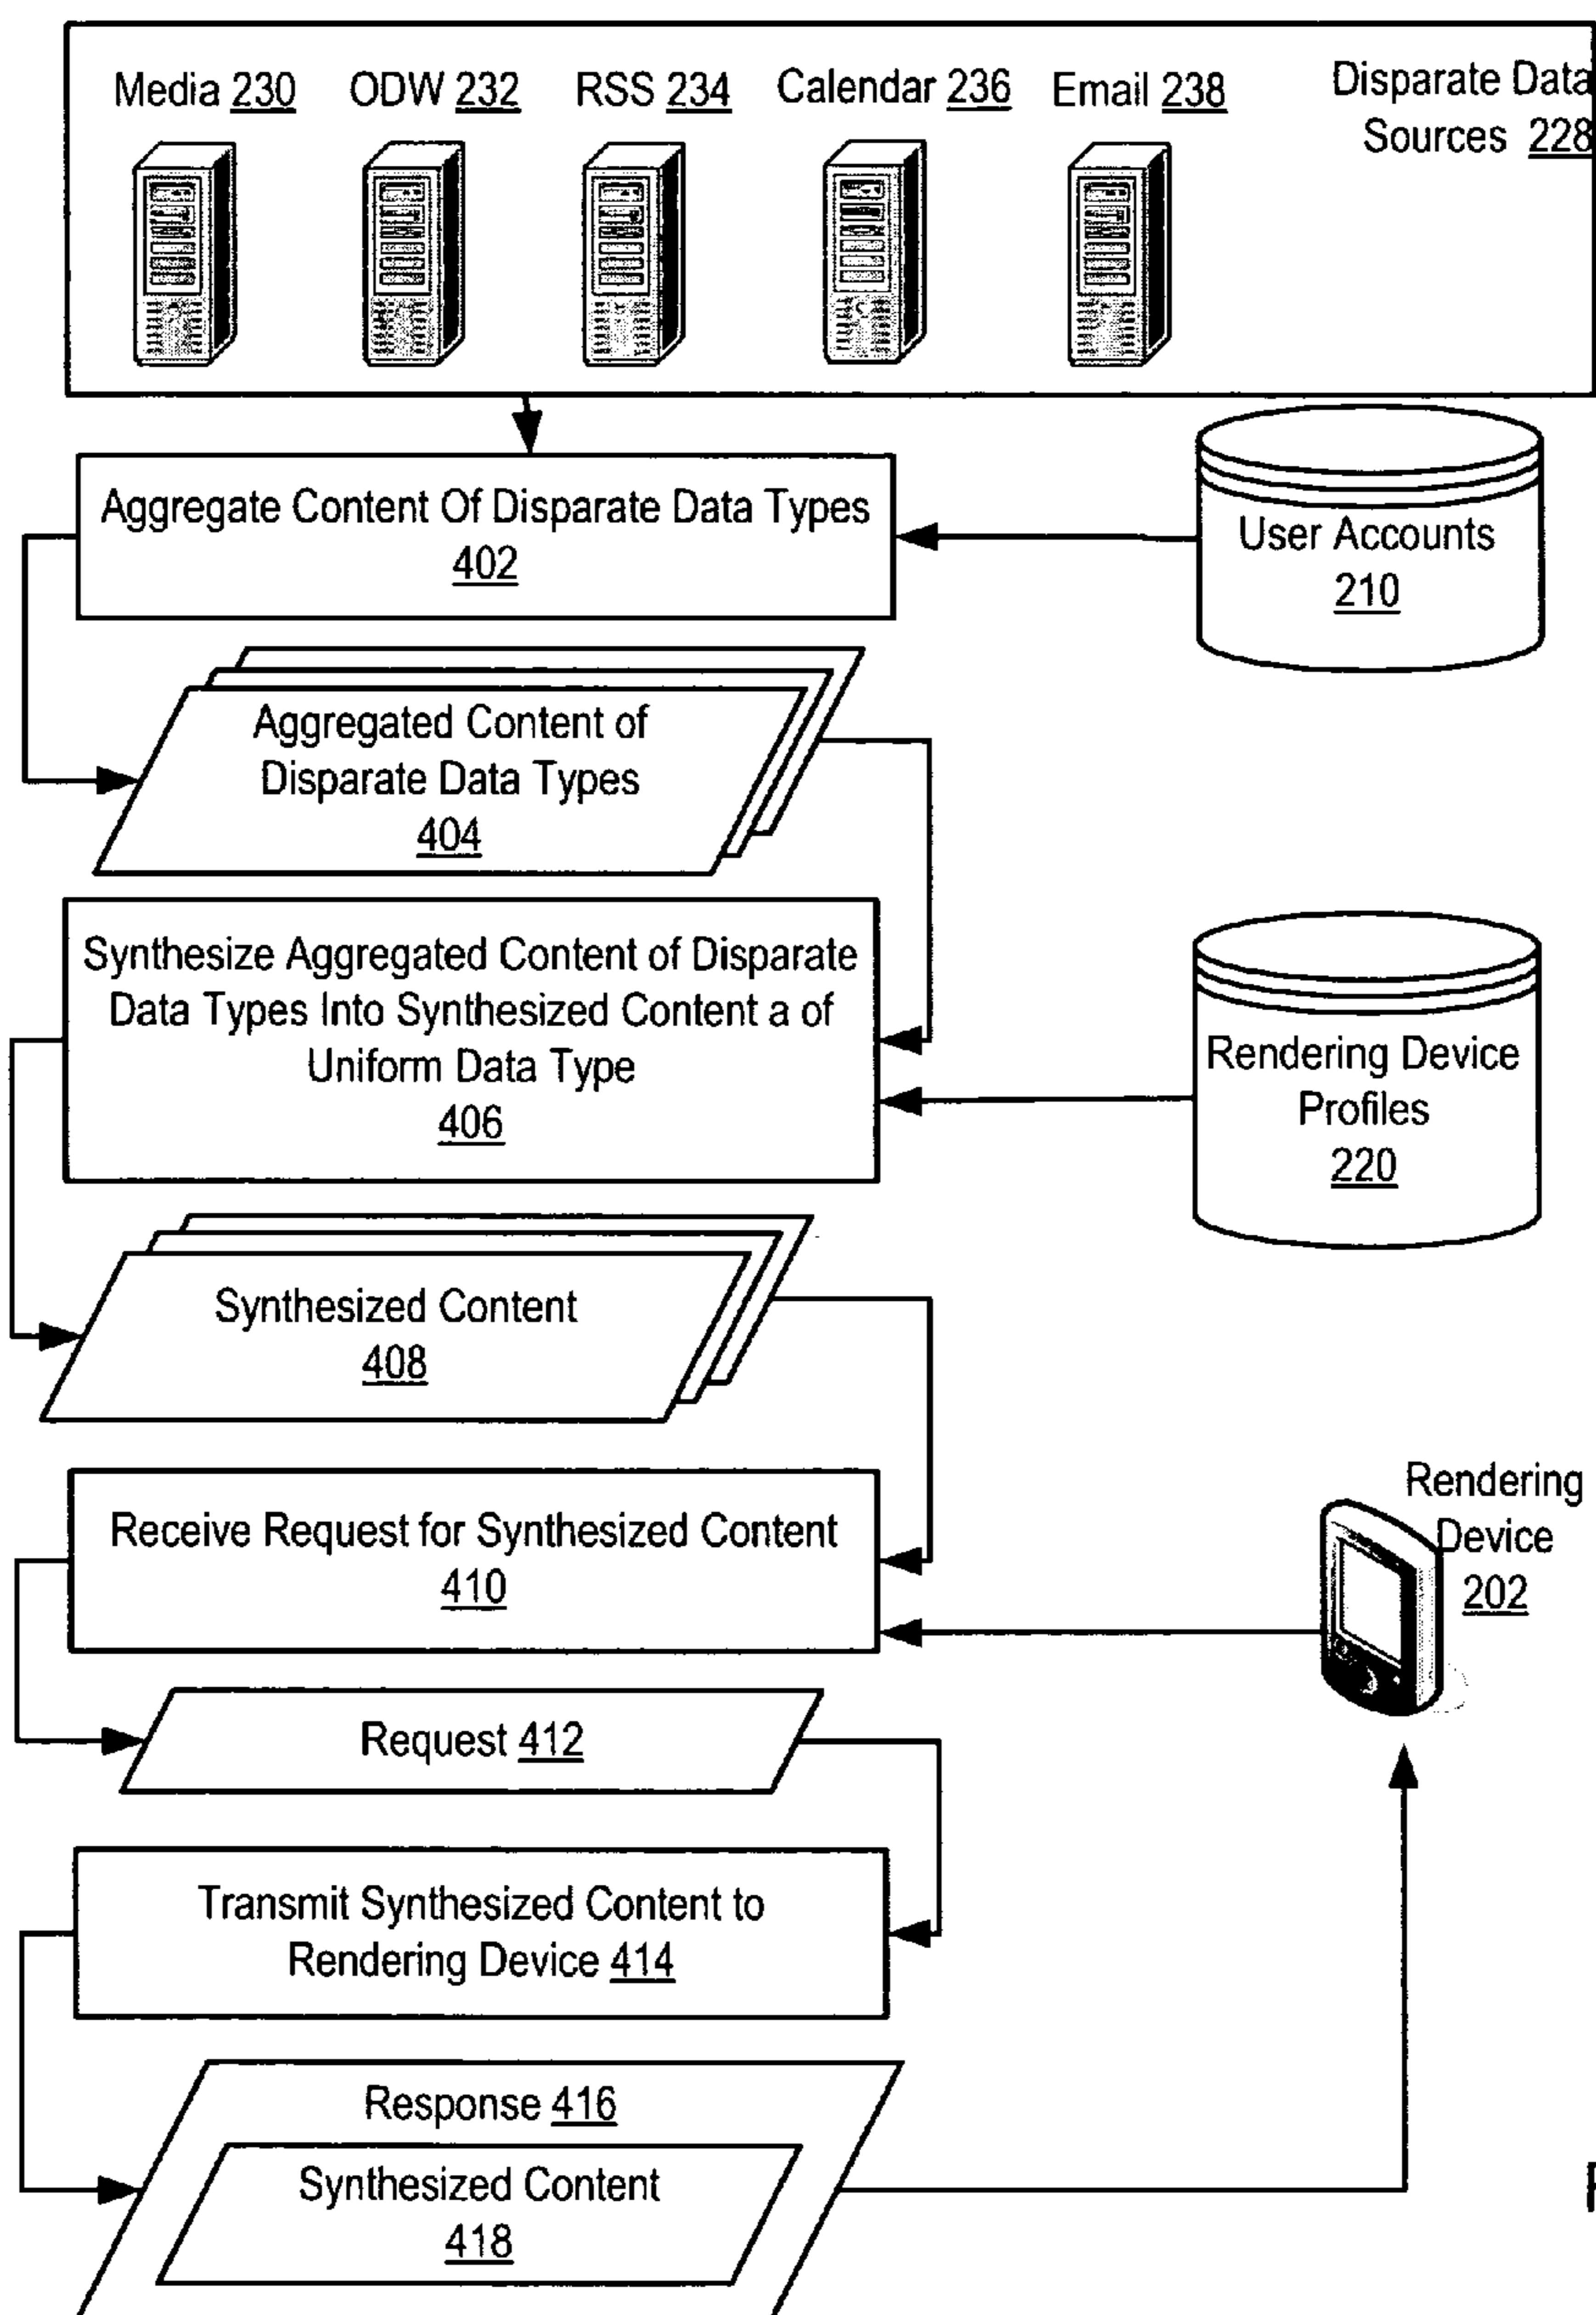 Media 230 ODW 232 RSS 234 Calendar 236 Email 238
Disparate Data
Sources 228
Aggregate Content Of Disparate Data Types
402
User Accounts
210
Aggregated Content of
Disparate Data Types
404
Synthesize Aggregated Content of Disparate
Data Types Into Synthesized Content a of
Uniform Data Type
406
Rendering Device
Profiles
220
Synthesized Content
408
Receive Request for Synthesized Content
410
Rendering
Device
202
Request 412
Transmit Synthesized Content to
Rendering Device 414
Response 416
Synthesized Content
418